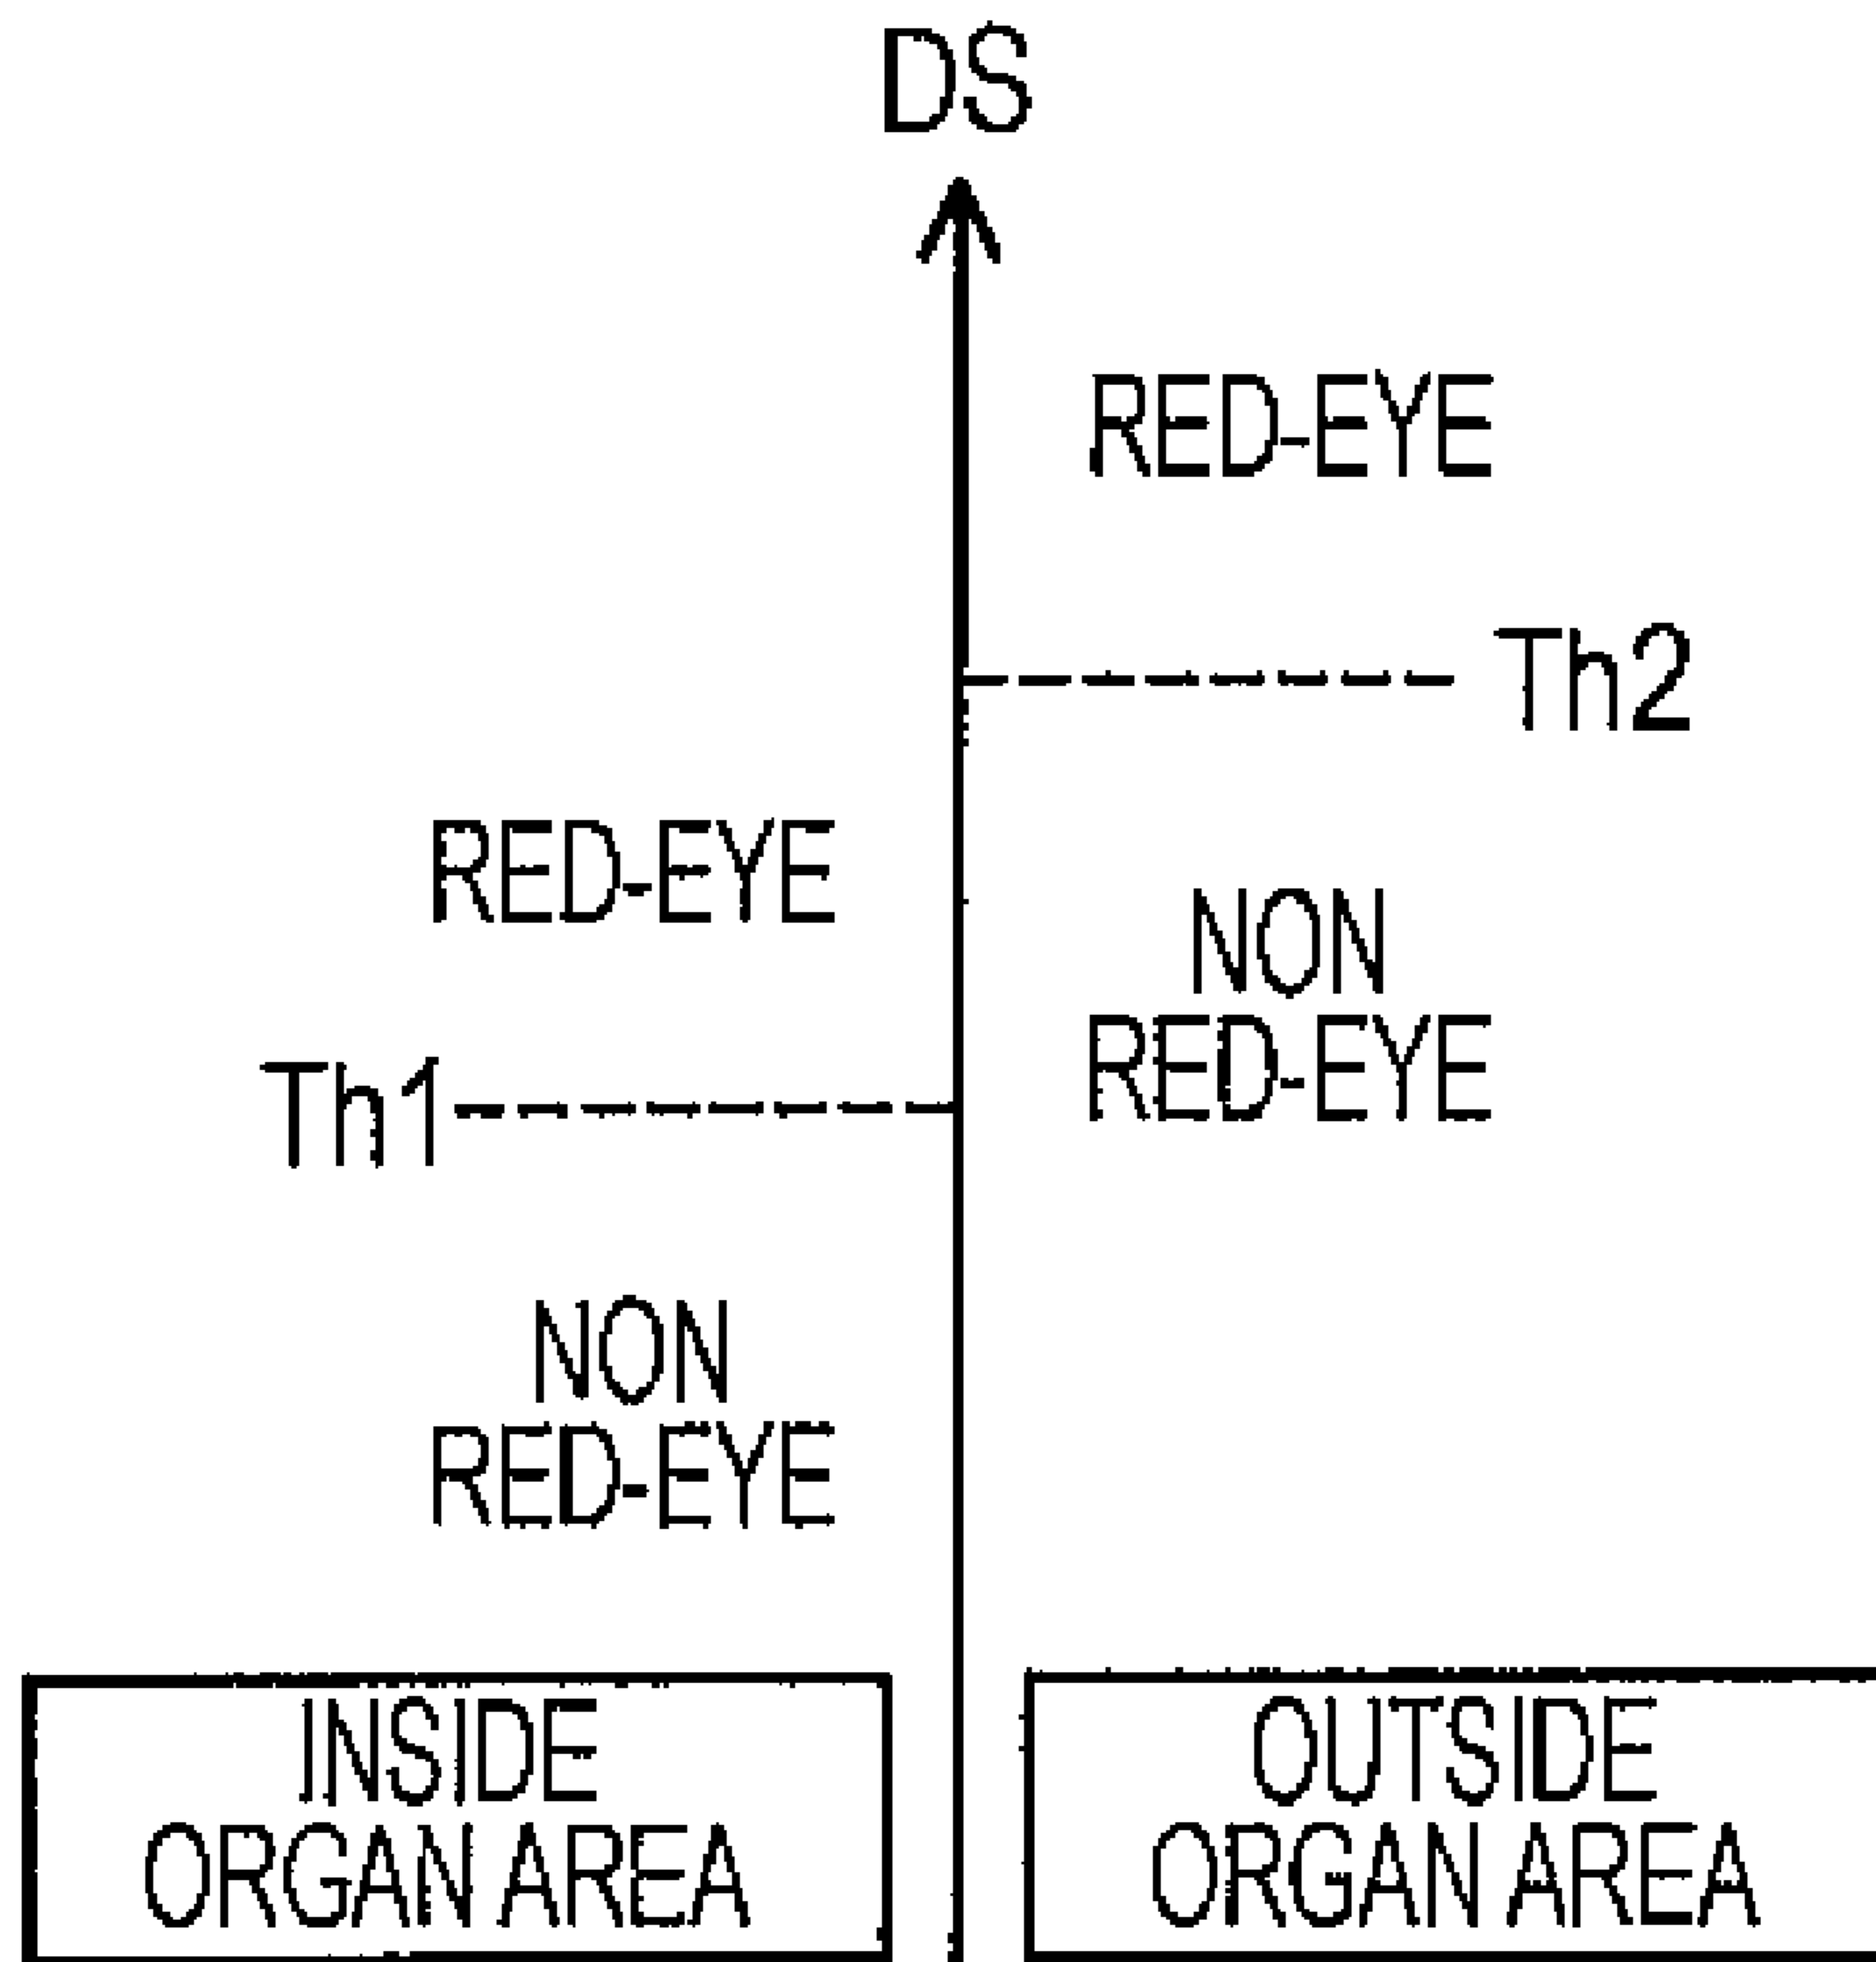 DS
RED-EYE
Th2
RED-EYE
NON
RED-EYE
Th1
NON
RED-EYE
INSIDE
ORGAN AREA
OUTSIDE
ORGAN AREA